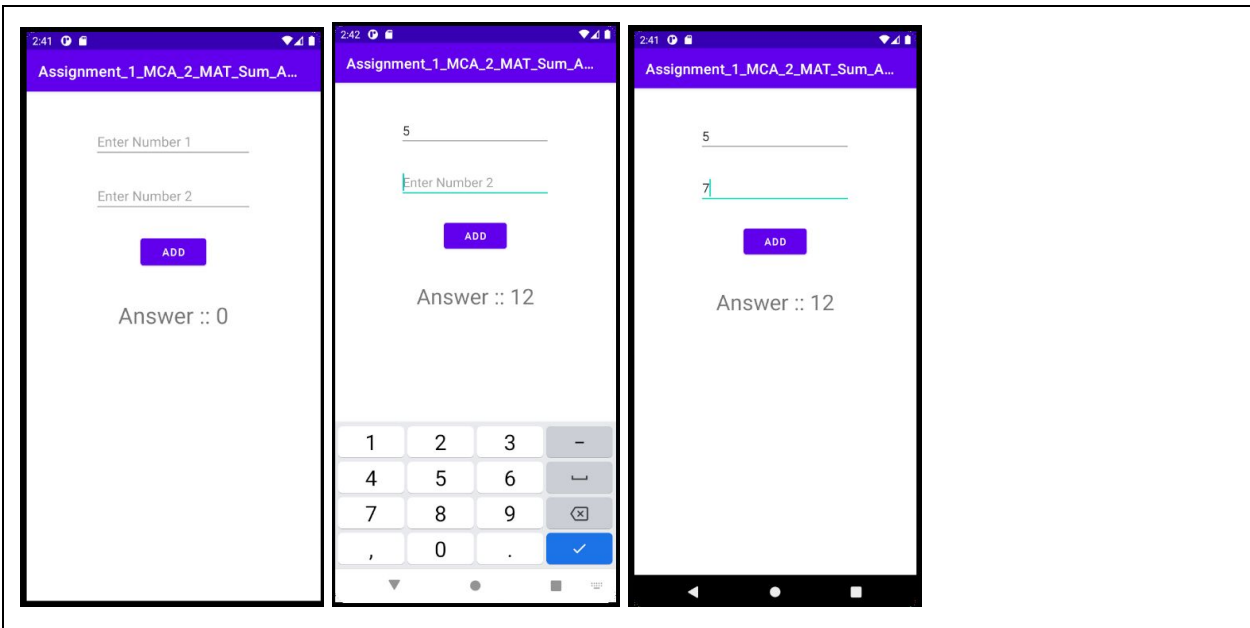 2:41
Assignment_1_MCA_2_MAT_Sum_A...
Enter Number 1
Enter Number 2
ADD
Answer :: 0
2:42
Assignment_1_MCA_2_MAT_Sum_A...
5
Enter Number 2
ADD
Answer :: 12
1 2 3 -
4 5 6
7 8 9
, 0 .
2:41
Assignment_1_MCA_2_MAT_Sum_A...
5
7
ADD
Answer :: 12